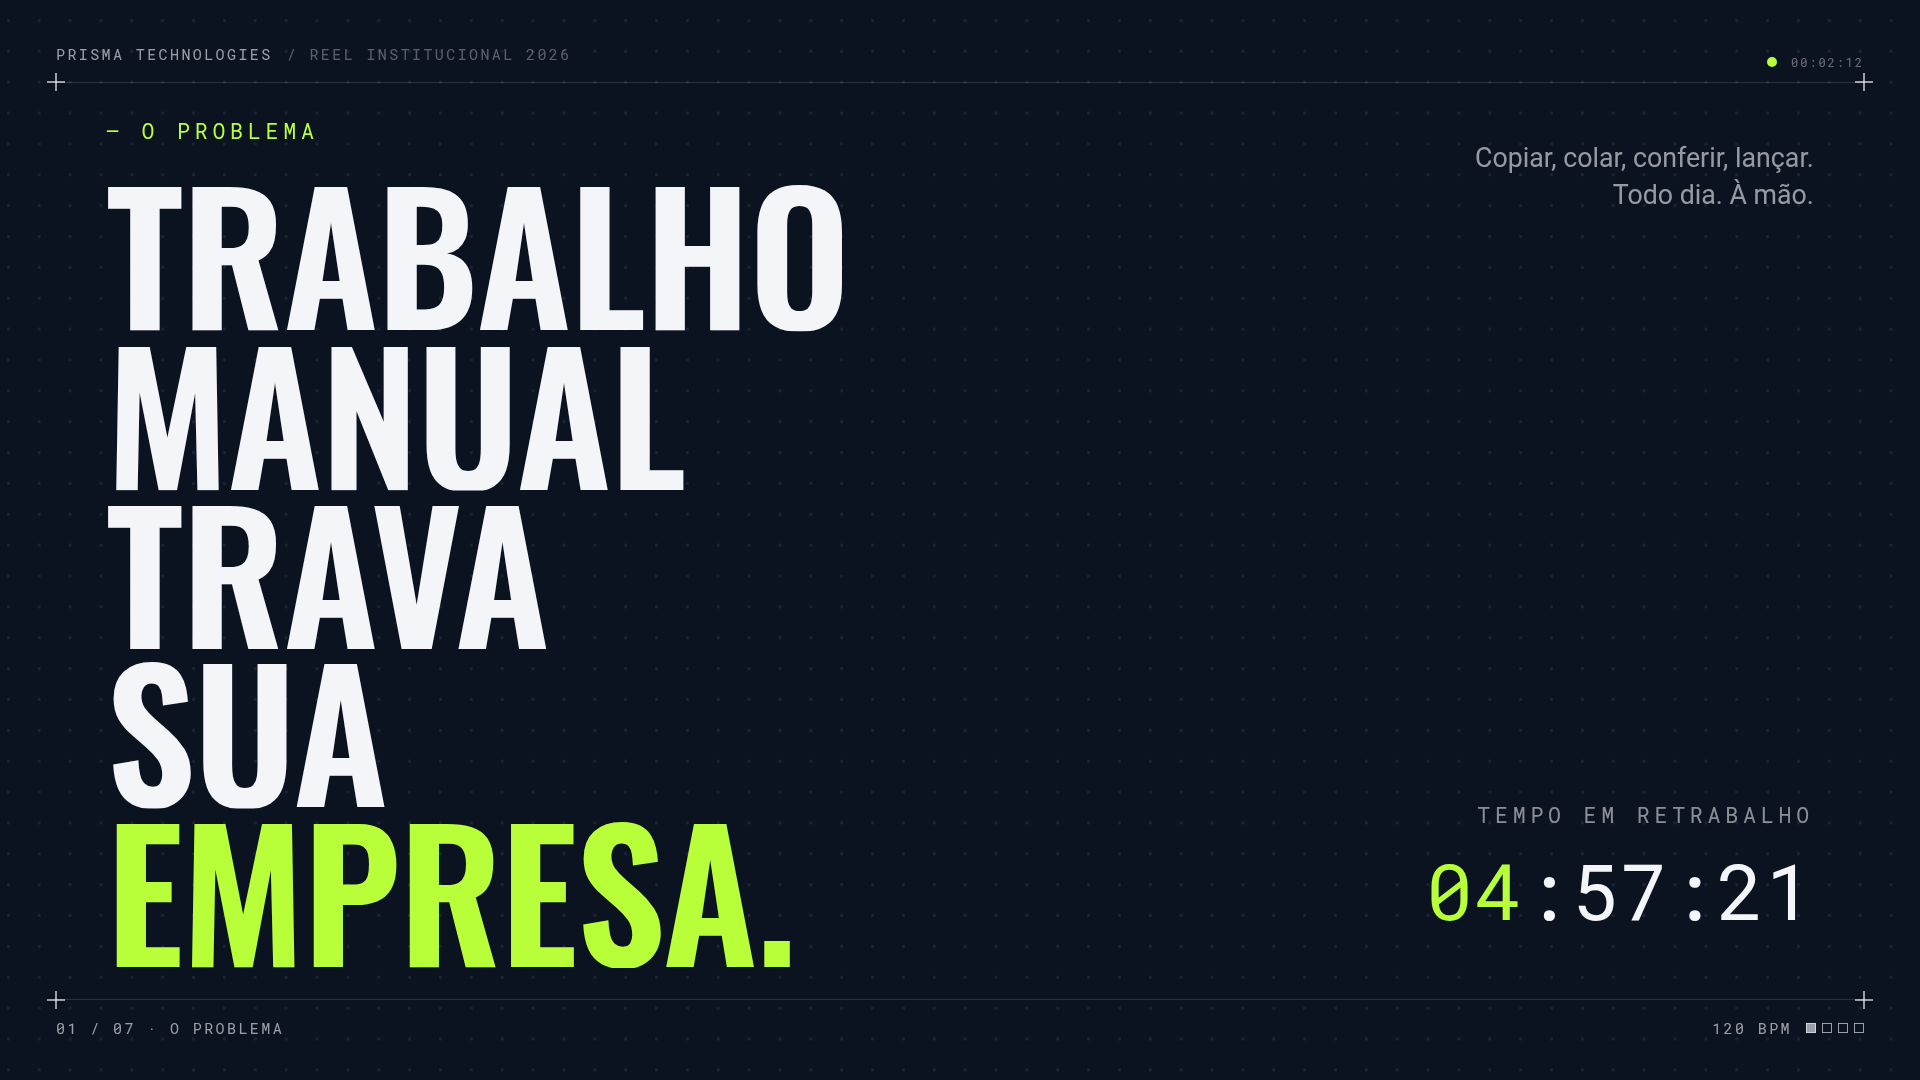 PRISMA TECHNOLOGIES / REEL INSTITUCIONAL 2026
00:02:12
— O PROBLEMA
Copiar, colar, conferir, lançar.
Todo dia. À mão.
TRABALHO
MANUAL
TRAVA
SUA
EMPRESA.
TEMPO EM RETRABALHO
04:57:21
01 / 07 · O PROBLEMA
120 BPM